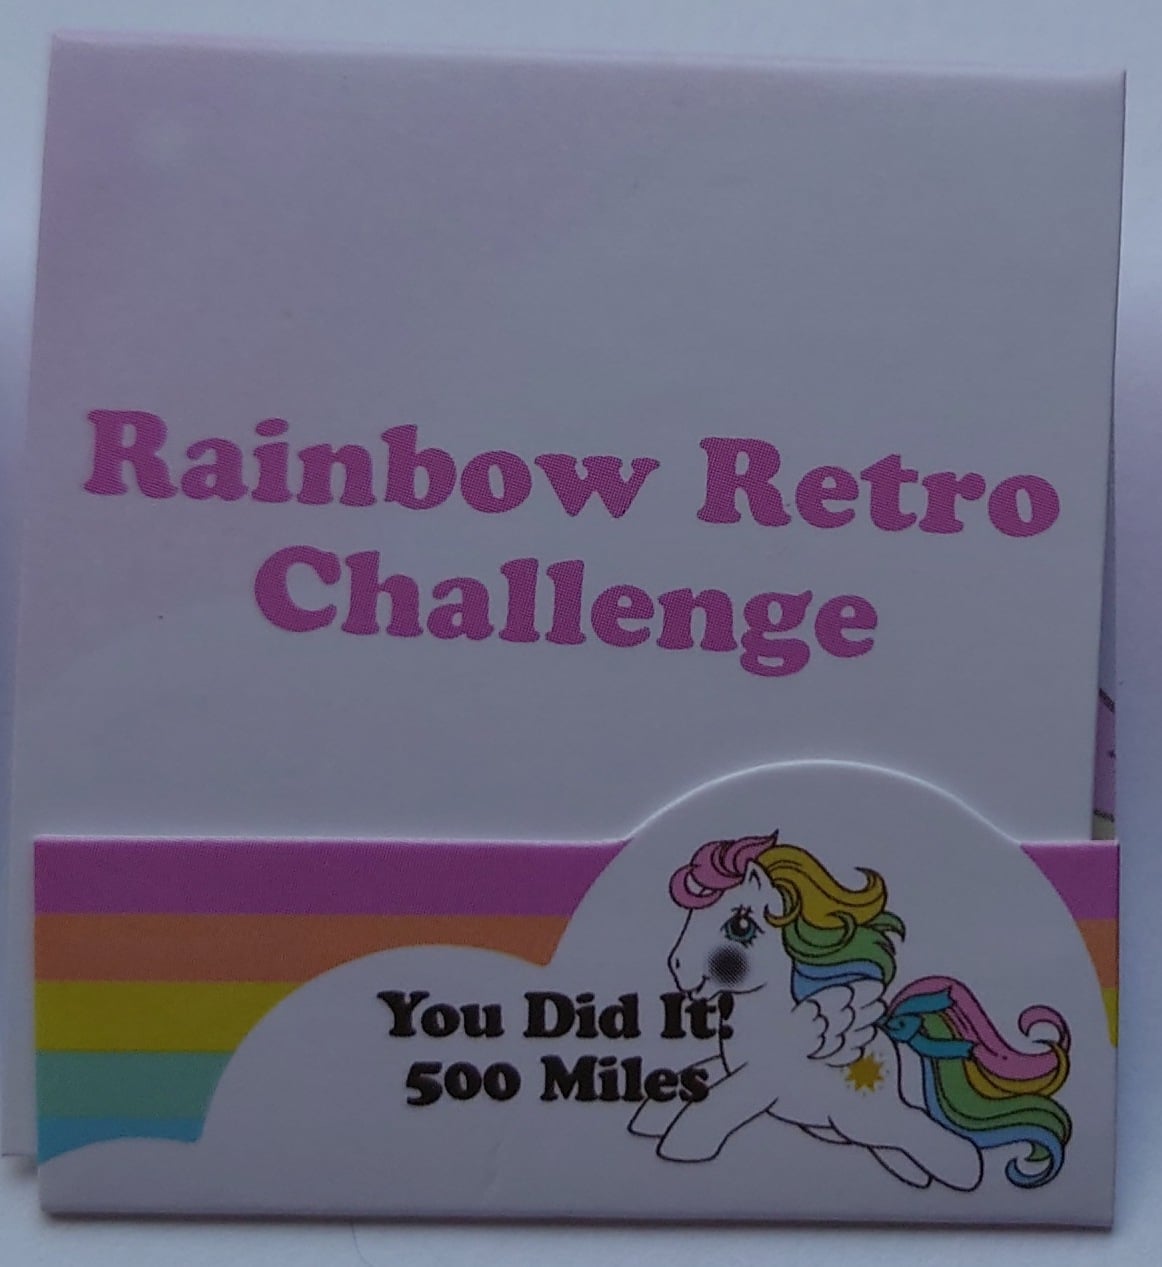 Rainbow Retro
Challenge
You Did It!
500 Miles